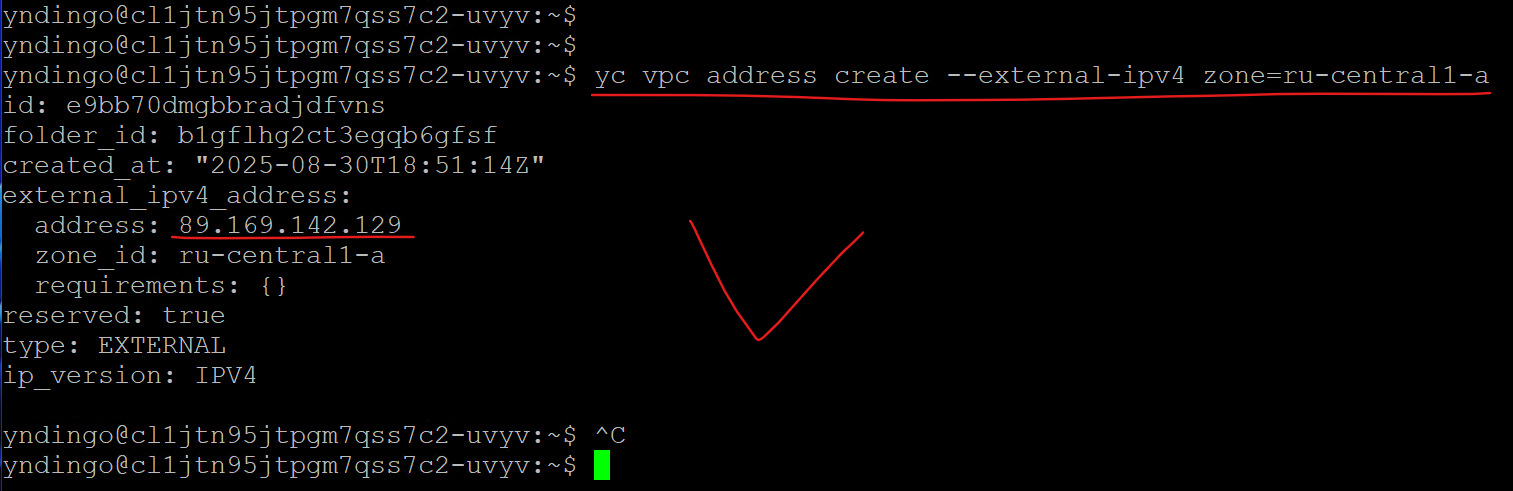 yndingo@cl1jtn95jtpgm7qss7c2-uvyv:~$
yndingo@cl1jtn95jtpgm7qss7c2-uvyv:~$
yndingo@cl1jtn95jtpgm7qss7c2-uvyv:~$ yc vpc address create --external-ipv4 zone=ru-central1-a
id: e9bb70dmgbbradjdfvns
folder_id: b1gflhg2ct3egqb6gfsf
created_at: "2025-08-30T18:51:14Z"
external_ipv4_address:
  address: 89.169.142.129
  zone_id: ru-central1-a
  requirements: {}
reserved: true
type: EXTERNAL
ip_version: IPV4
yndingo@cl1jtn95jtpgm7qss7c2-uvyv:~$ ^C
yndingo@cl1jtn95jtpgm7qss7c2-uvyv:~$